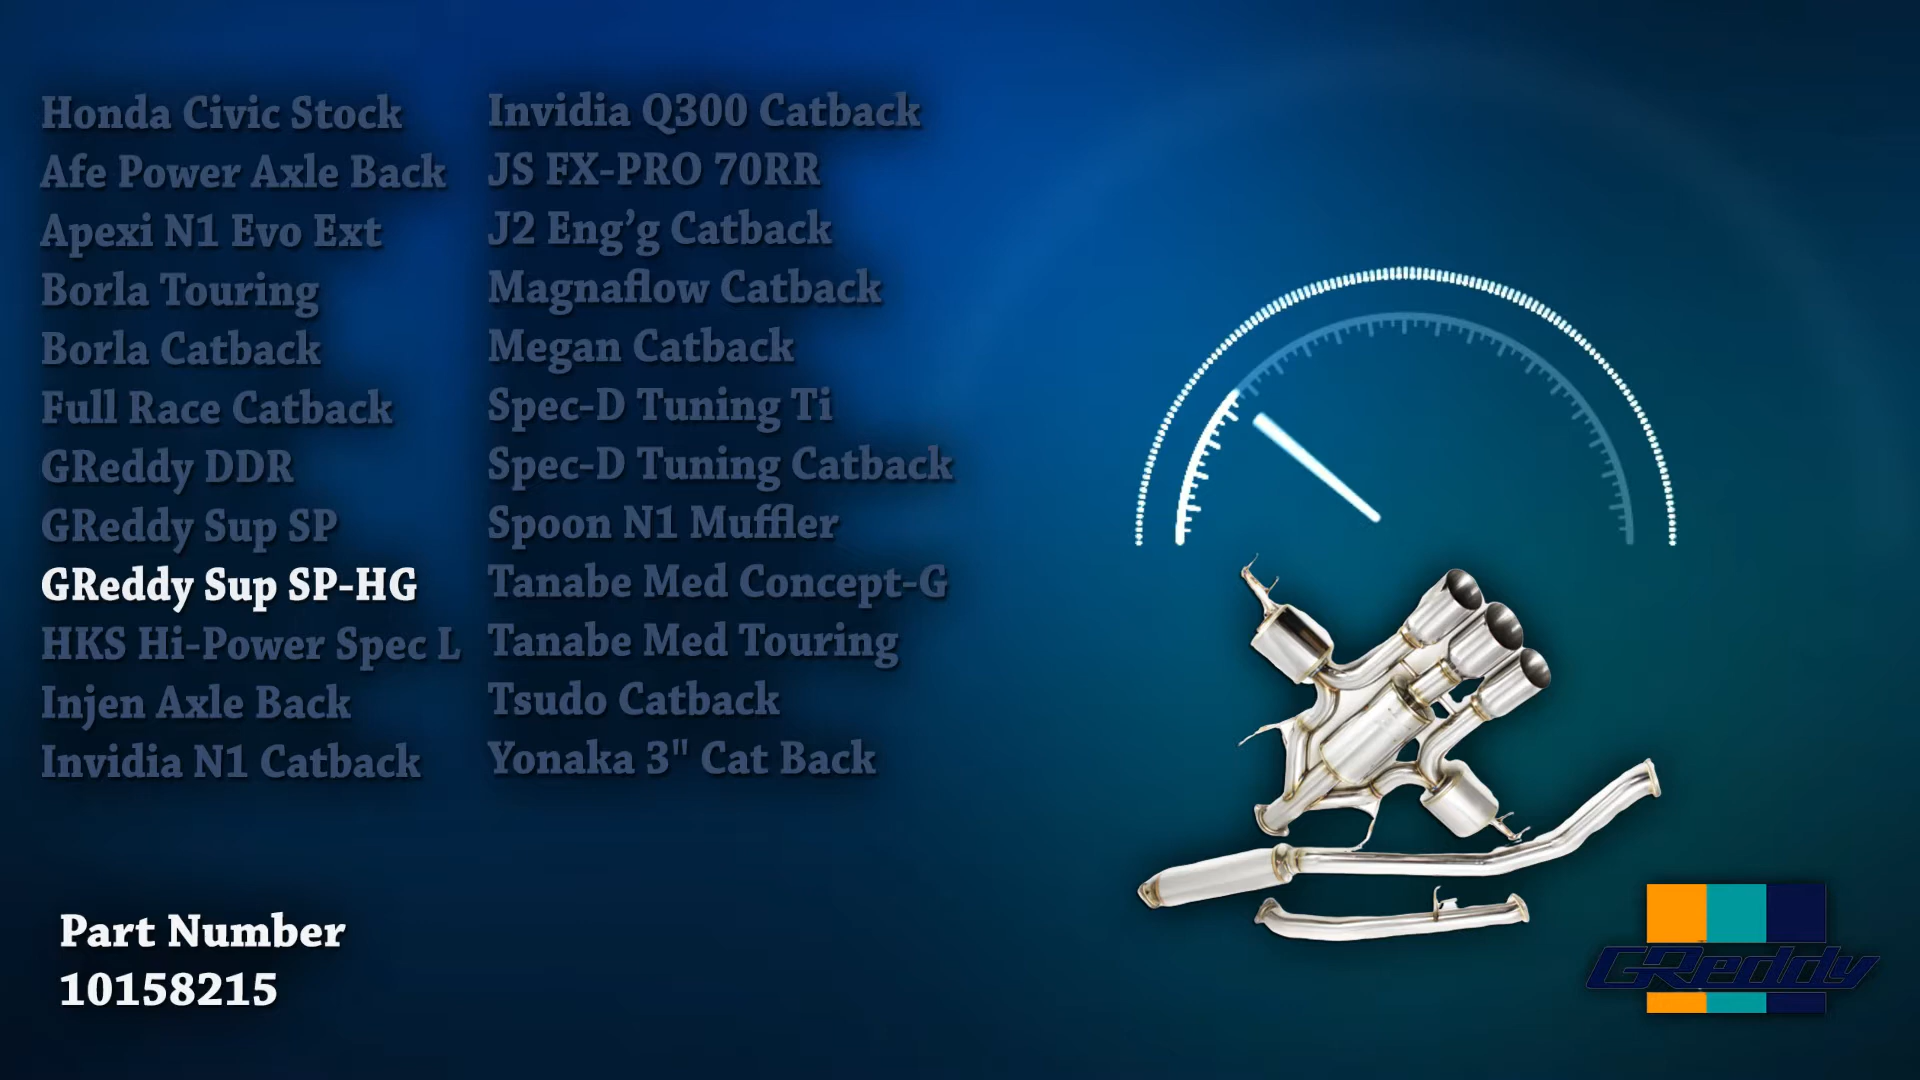 Honda Civic Stock
Afe Power Axle Back
Apexi N1 Evo Ext
Borla Touring
Borla Catback
Full Race Catback
GReddy DDR
GReddy Sup SP
GReddy Sup SP-HG
HKS Hi-Power Spec L
Injen Axle Back
Invidia N1 Catback
Invidia Q300 Catback
JS FX-PRO 70RR
J2 Eng’g Catback
Magnaflow Catback
Megan Catback
Spec-D Tuning Ti
Spec-D Tuning Catback
Spoon N1 Muffler
Tanabe Med Concept-G
Tanabe Med Touring
Tsudo Catback
Yonaka 3" Cat Back
Part Number
10158215
GReddy